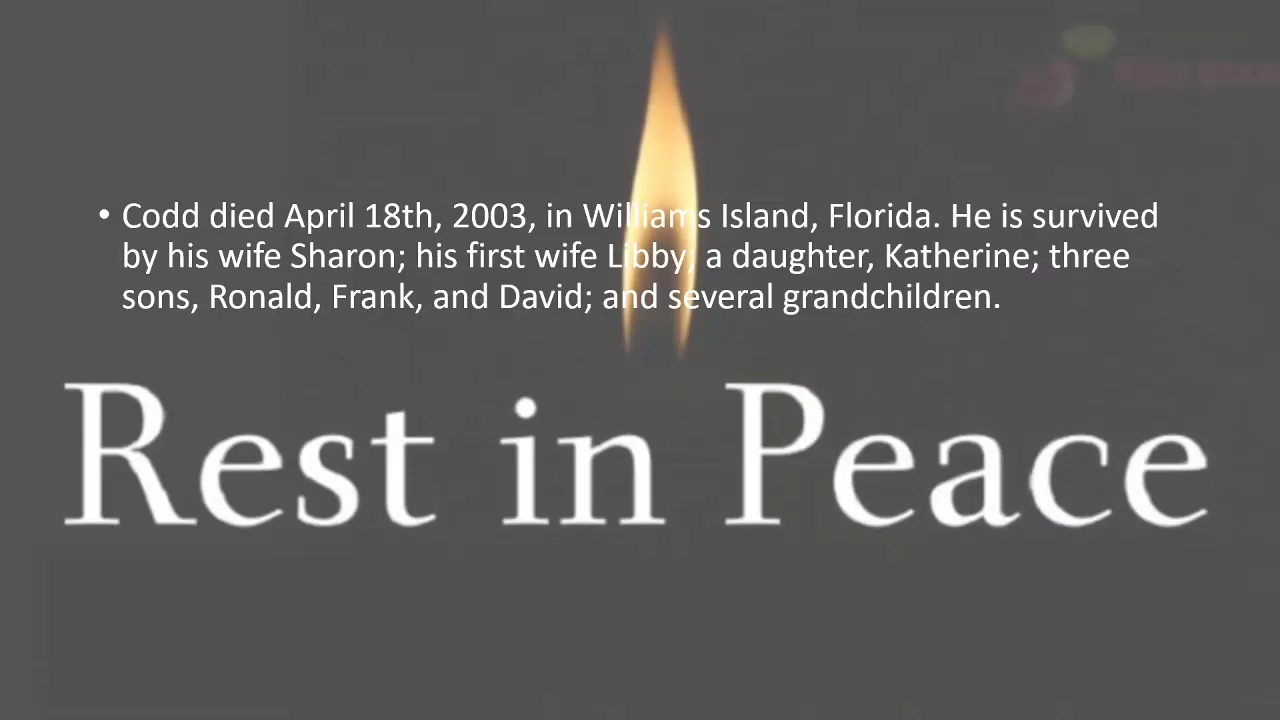 • Codd died April 18th, 2003, in Williams Island, Florida. He is survived
by his wife Sharon; his first wife Libby; a daughter, Katherine; three
sons, Ronald, Frank, and David; and several grandchildren.
Rest in Peace